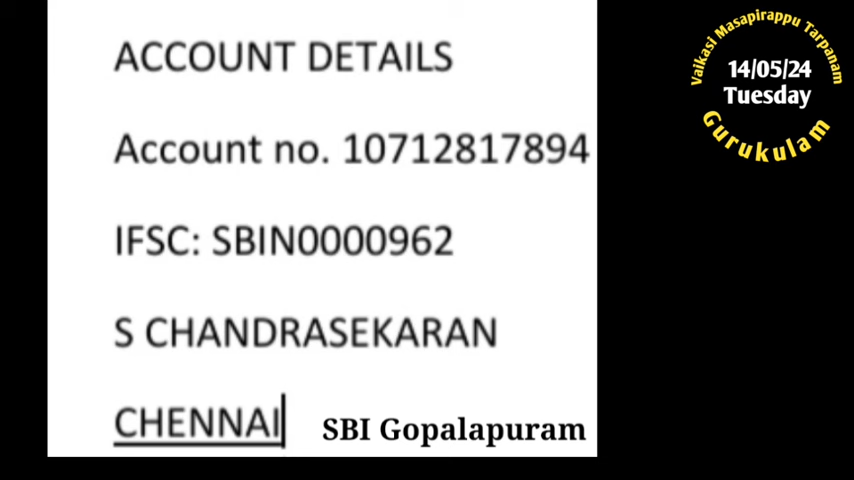 ACCOUNT DETAILS
Account no. 10712817894
IFSC: SBIN0000962
S CHANDRASEKARAN
CHENNAI
SBI Gopalapuram
Vaikasi Masapirappu Tarpanam
14/05/24
Tuesday
Gurukulam